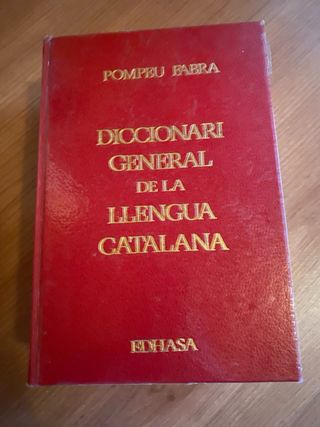 POMPEU FABRA
DICCIONARI
GENERAL
DE LA
LLENGUA
CATALANA
EDHASA